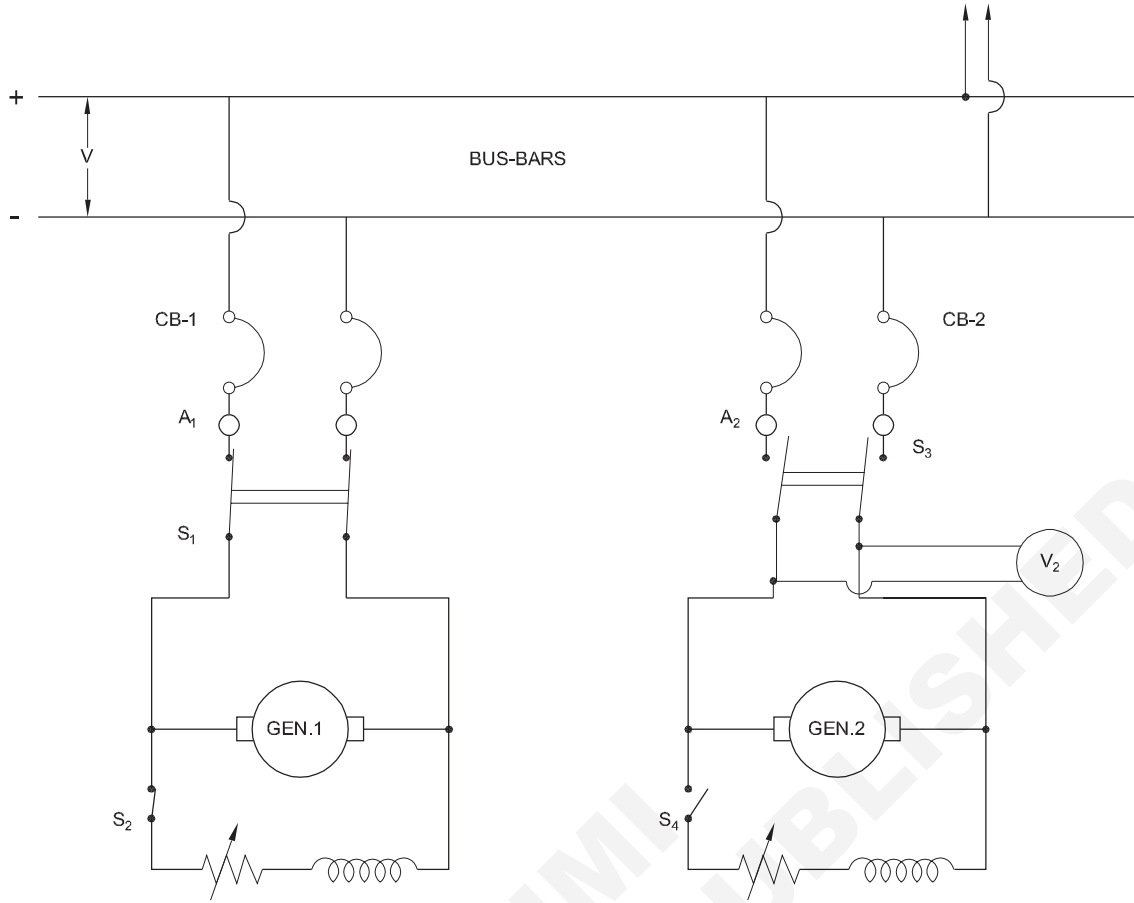 +
V
BUS-BARS
-
CB-1
CB-2
A₁
A₂
S₃
S₁
V₂
GEN.1
GEN.2
S₂
S₄